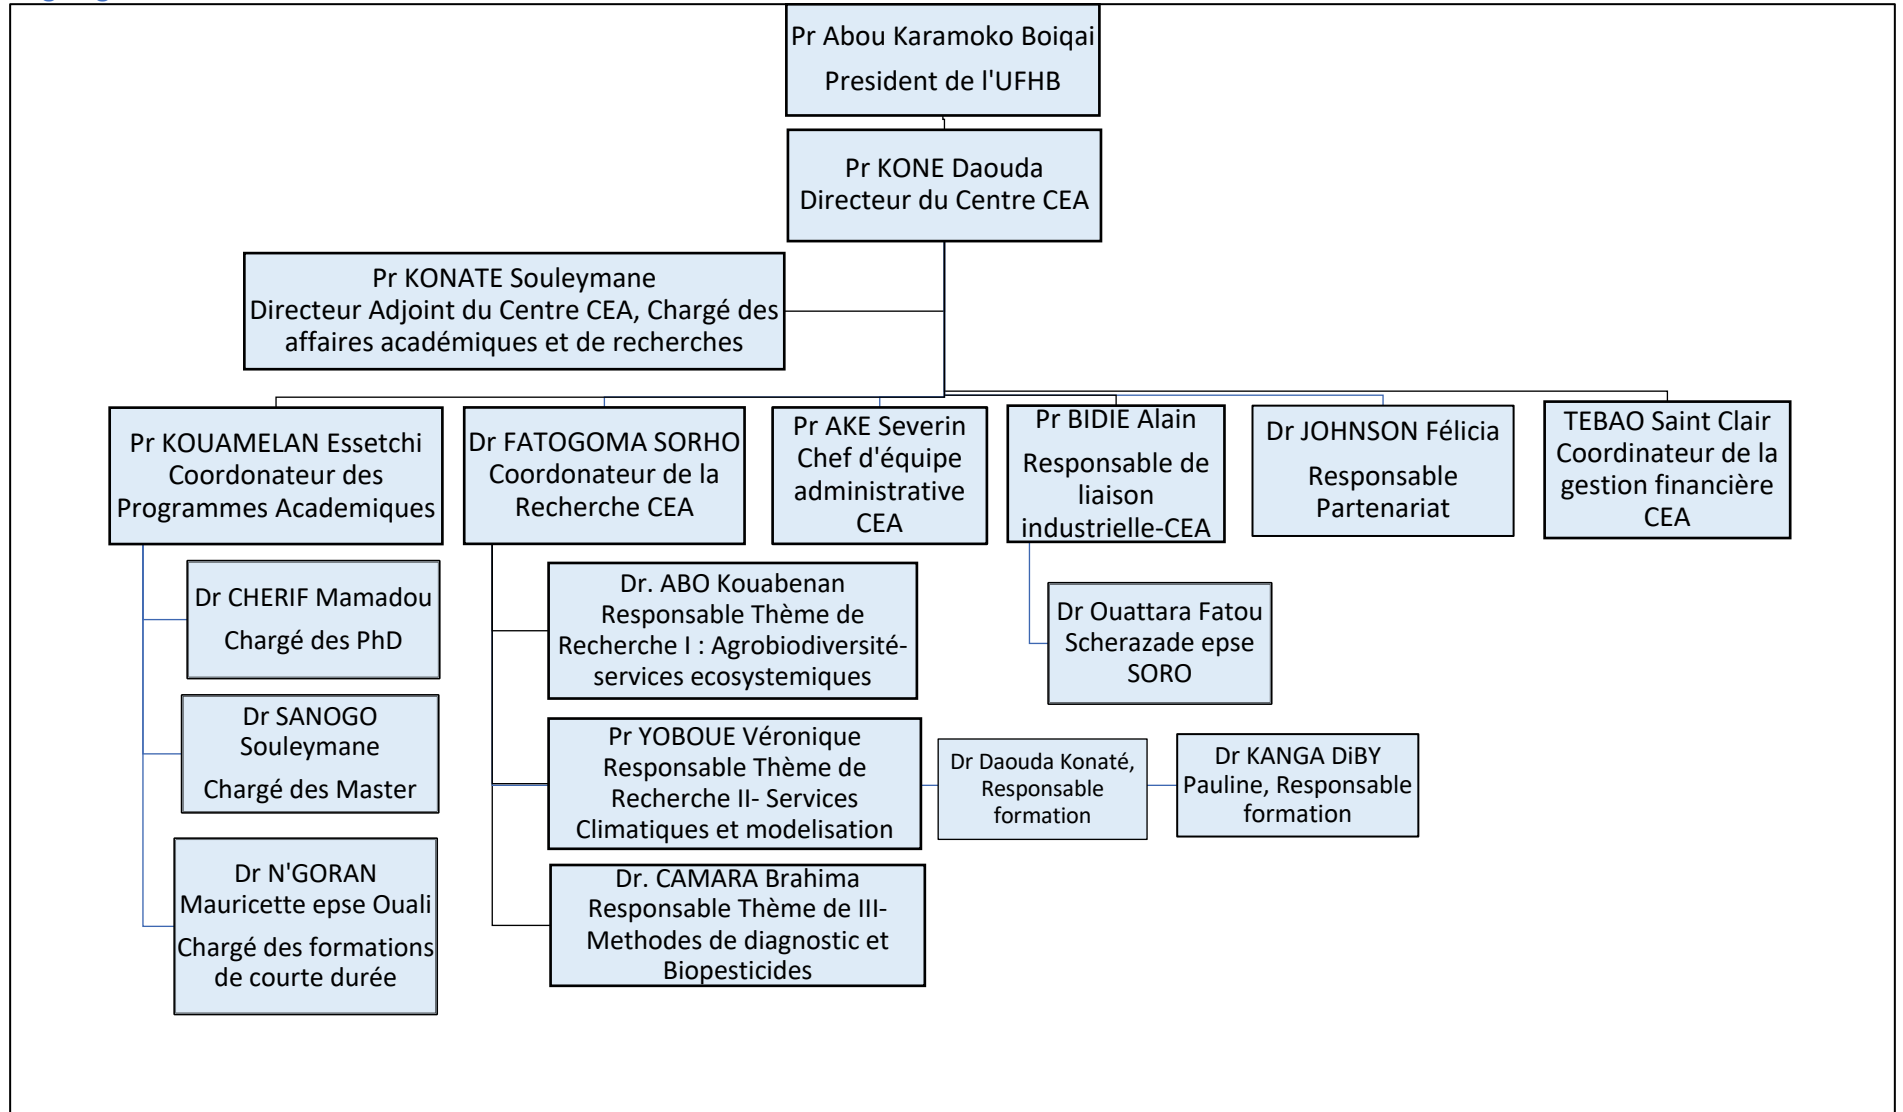 Pr Abou Karamoko Boiqai
President de l'UFHB
Pr KONE Daouda
Directeur du Centre CEA
Pr KONATE Souleymane
Directeur Adjoint du Centre CEA, Chargé des
affaires académiques et de recherches
Pr KOUAMELAN Essetchi
Coordonateur des
Programmes Academiques
Dr FATOGOMA SORHO
Coordonateur de la
Recherche CEA
Pr AKE Severin
Chef d'équipe
administrative
CEA
Pr BIDIE Alain
Responsable de
liaison
industrielle-CEA
Dr JOHNSON Félicia
Responsable
Partenariat
TEBAO Saint Clair
Coordinateur de la
gestion financière
CEA
Dr CHERIF Mamadou
Chargé des PhD
Dr SANOGO
Souleymane
Chargé des Master
Dr N'GORAN
Mauricette epse Ouali
Chargé des formations
de courte durée
Dr. ABO Kouabenan
Responsable Thème de
Recherche I : Agrobiodiversité-
services ecosystemiques
Pr YOBOUE Véronique
Responsable Thème de
Recherche II- Services
Climatiques et modelisation
Dr. CAMARA Brahima
Responsable Thème de III-
Methodes de diagnostic et
Biopesticides
Dr Daouda Konaté,
Responsable
formation
Dr KANGA DiBY
Pauline, Responsable
formation
Dr Ouattara Fatou
Scherazade epse
SORO